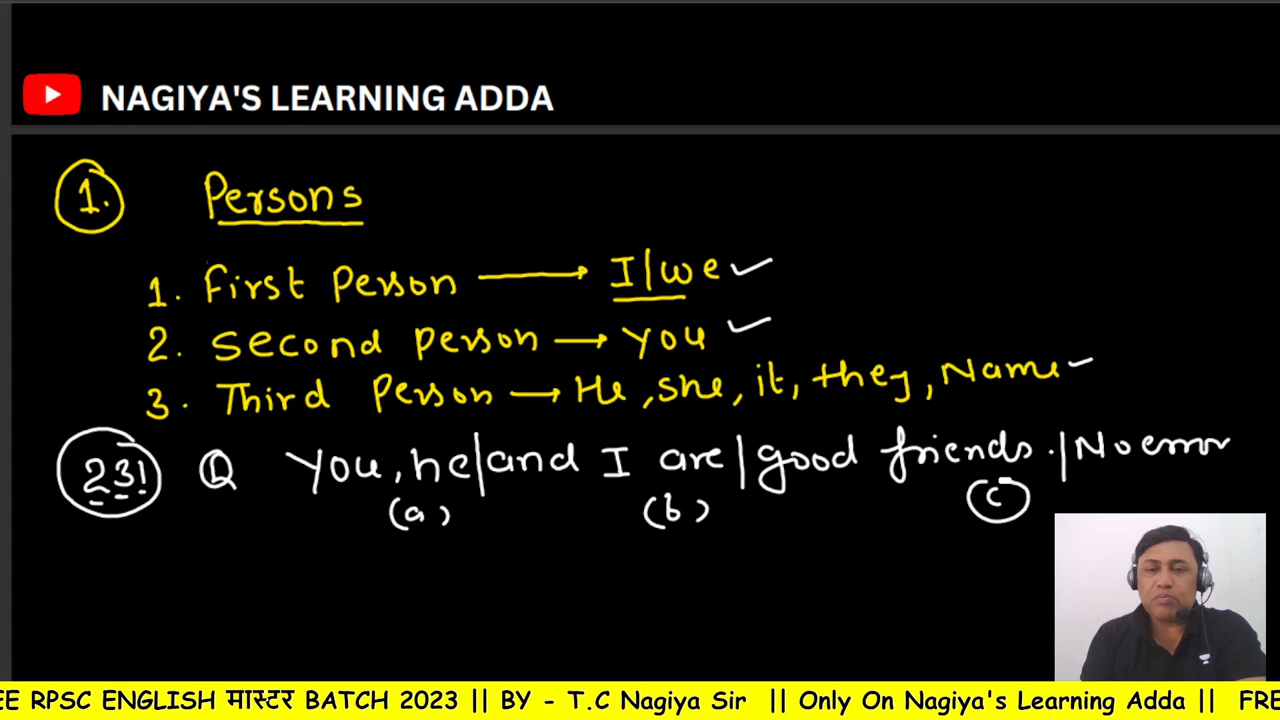 NAGIYA'S LEARNING ADDA
1. Persons
1. First Person → I/we
2. Second person → you
3. Third Person → He, she, it, they, Name
231 Q You, he/and I are/good friends./No error
(a) (b) (c)
EE RPSC ENGLISH मास्टर BATCH 2023 || BY - T.C Nagiya Sir || Only On Nagiya's Learning Adda || FRE